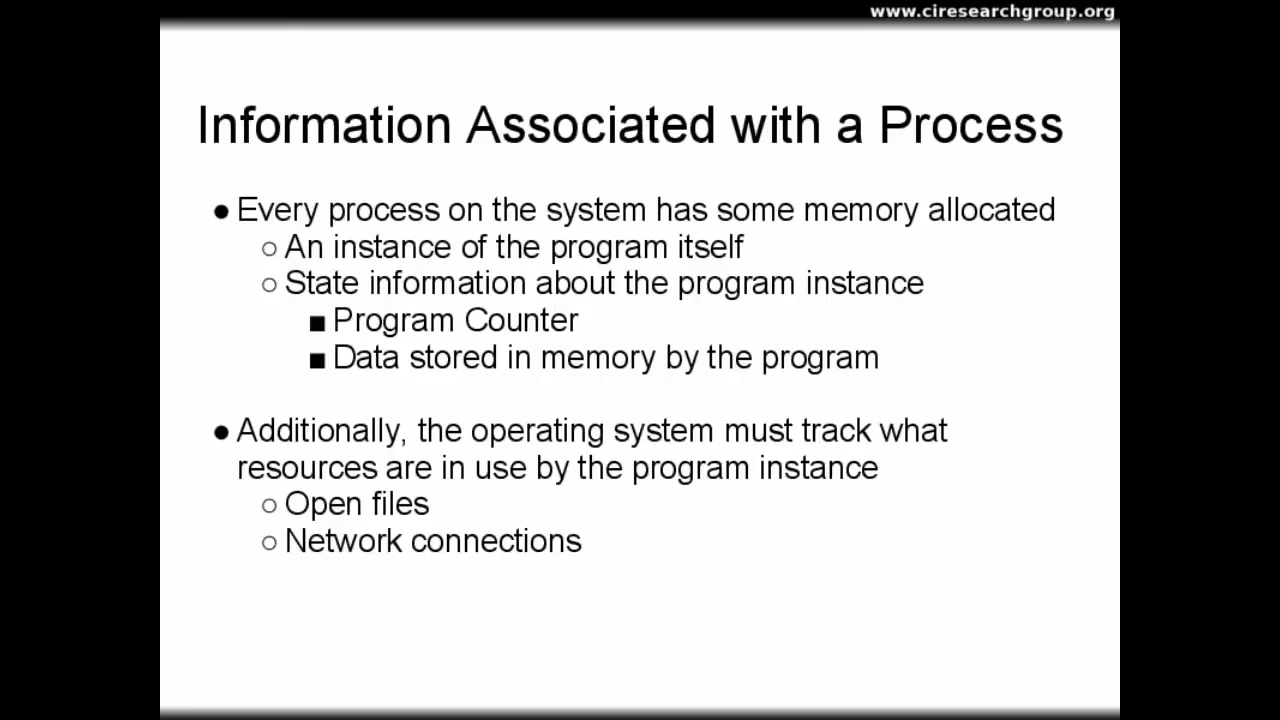 www.ciresearchgroup.org
Information Associated with a Process
● Every process on the system has some memory allocated
○ An instance of the program itself
○ State information about the program instance
■ Program Counter
■ Data stored in memory by the program
● Additionally, the operating system must track what
resources are in use by the program instance
○ Open files
○ Network connections